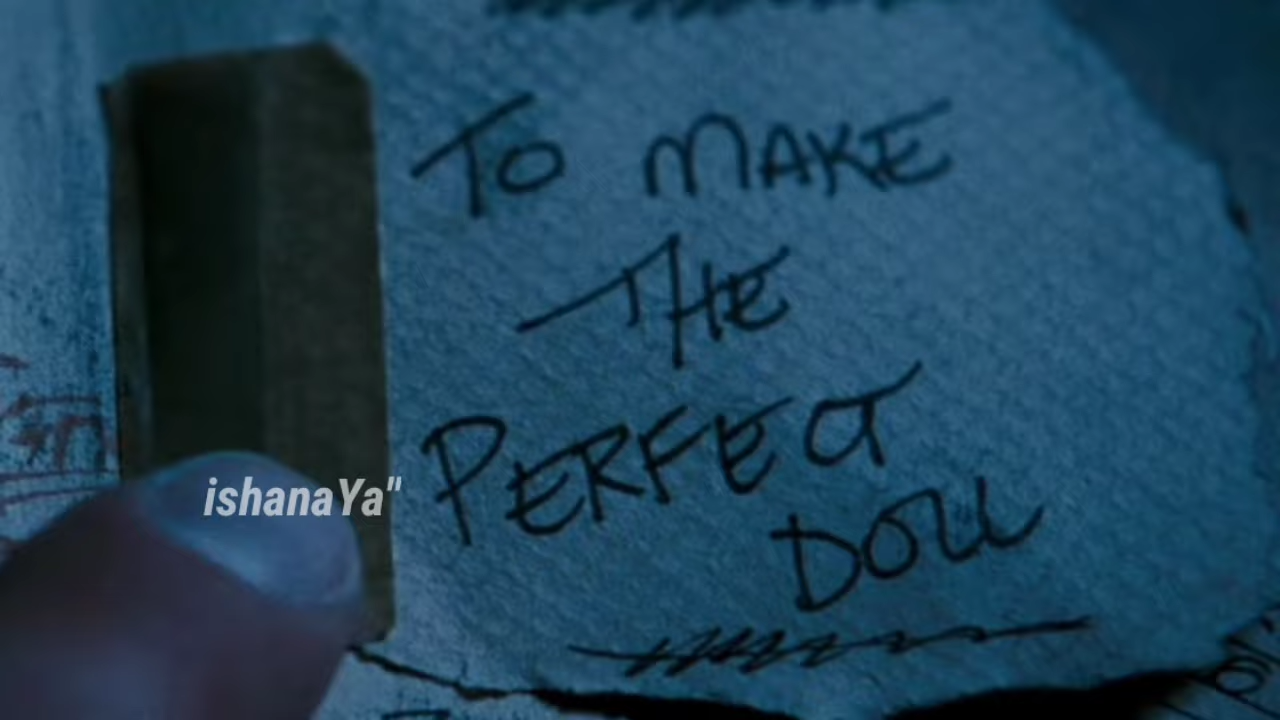 TO MAKE
THE
PERFECT
DOLL
ishanaYa"